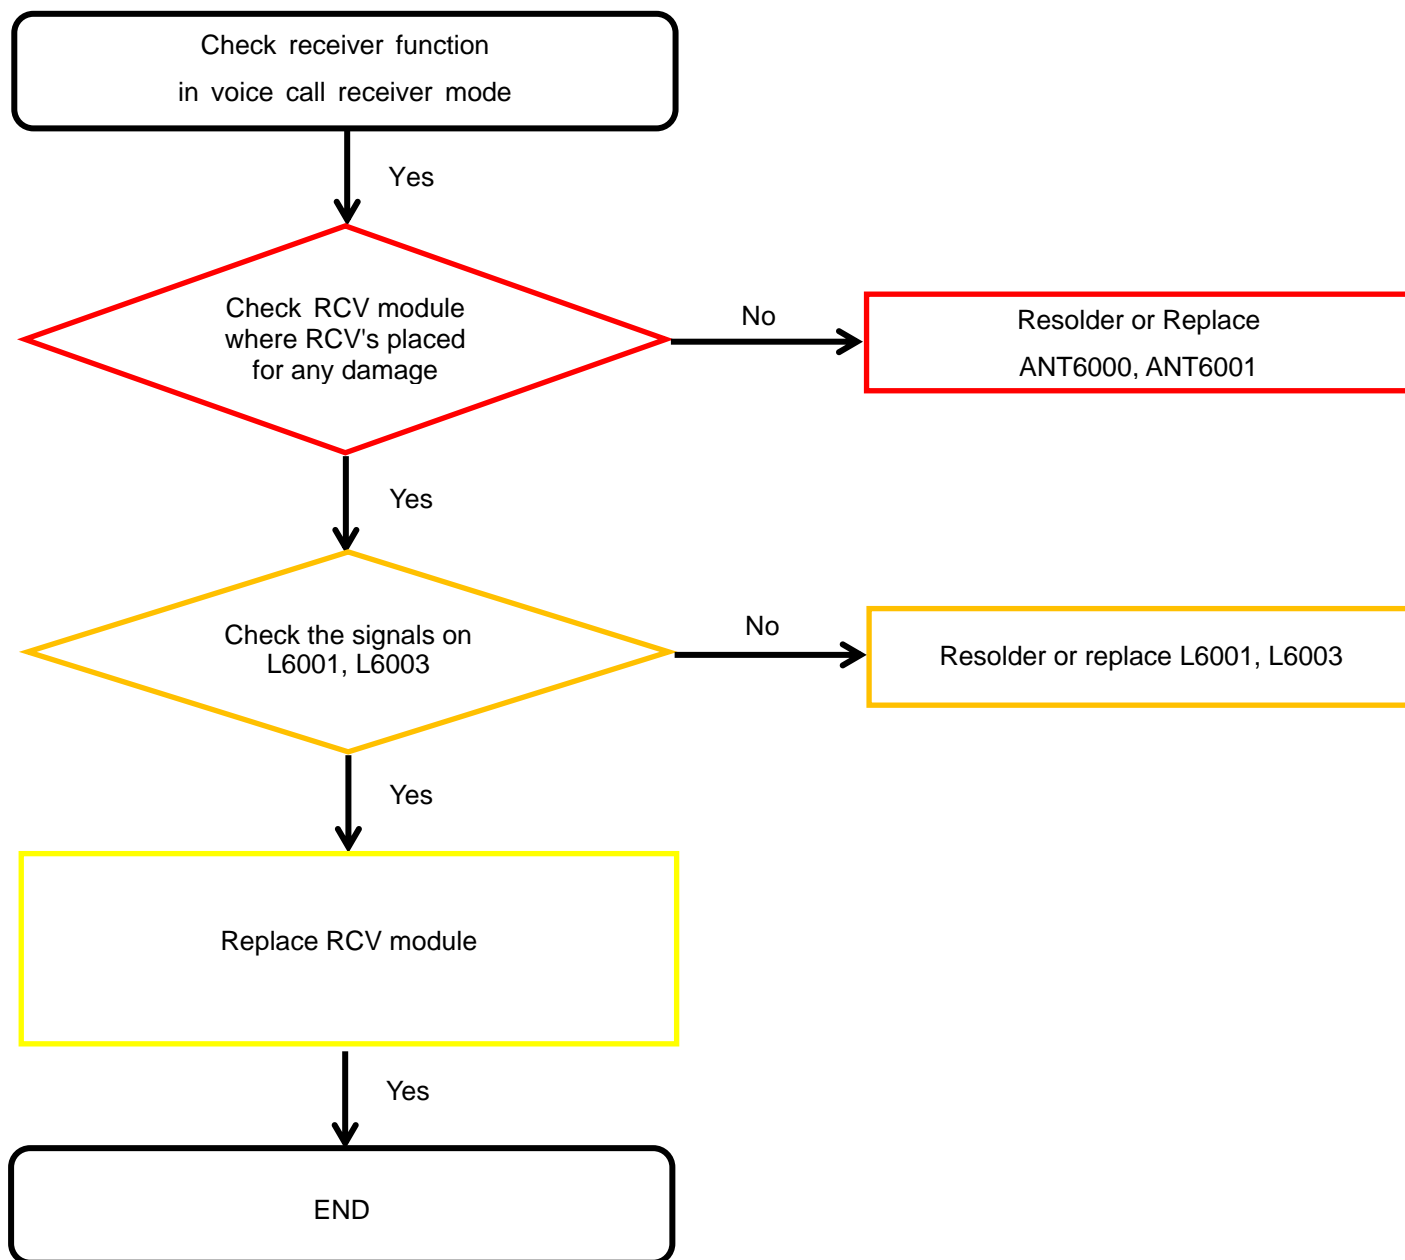 Check receiver function
in voice call receiver mode
Yes
Check RCV module
where RCV's placed
for any damage
No
Resolder or Replace
ANT6000, ANT6001
Yes
Check the signals on
L6001, L6003
No
Resolder or replace L6001, L6003
Yes
Replace RCV module
Yes
END